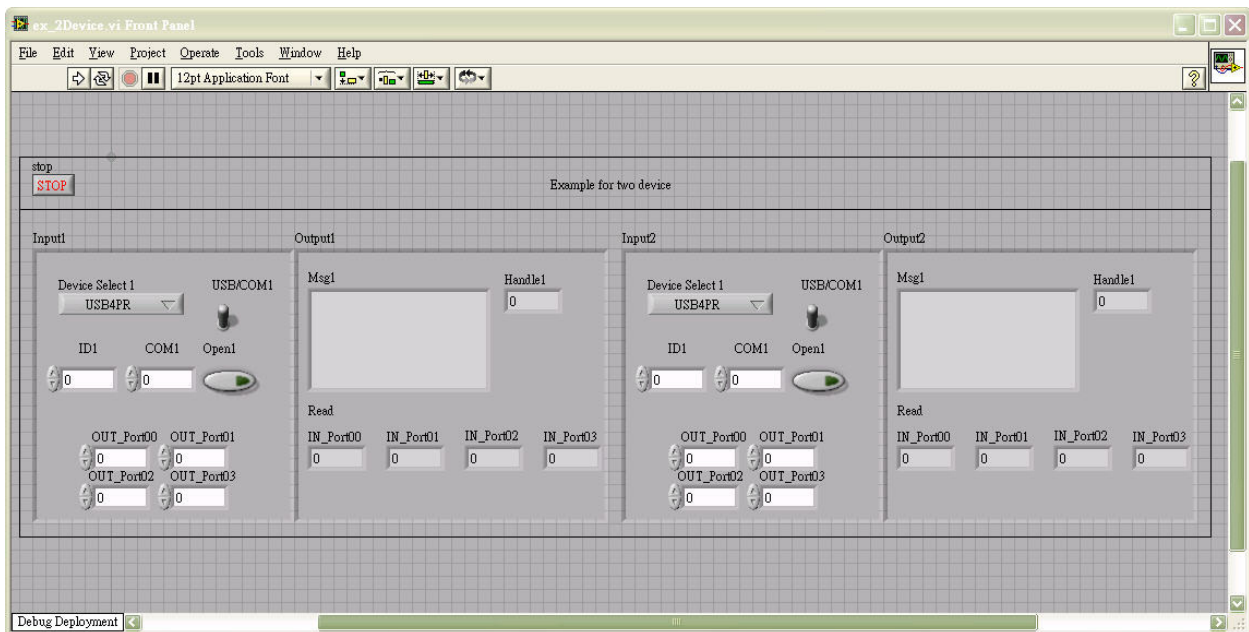 ex_2Device.vi Front Panel
File Edit View Project Operate Tools Window Help
12pt Application Font
?
stop
STOP
Example for two device
Input1 Output1 Input2 Output2
Device Select 1 USB/COM1 Msg1 Handle1 Device Select 1 USB/COM1 Msg1 Handle1
USB4PR 0 USB4PR 0
ID1 COM1 Open1 ID1 COM1 Open1
0 0 0 0
Read Read
OUT_Port00 OUT_Port01 IN_Port00 IN_Port01 IN_Port02 IN_Port03 OUT_Port00 OUT_Port01 IN_Port00 IN_Port01 IN_Port02 IN_Port03
0 0 0 0 0 0 0 0 0 0 0 0
OUT_Port02 OUT_Port03 OUT_Port02 OUT_Port03
0 0 0 0
Debug Deployment